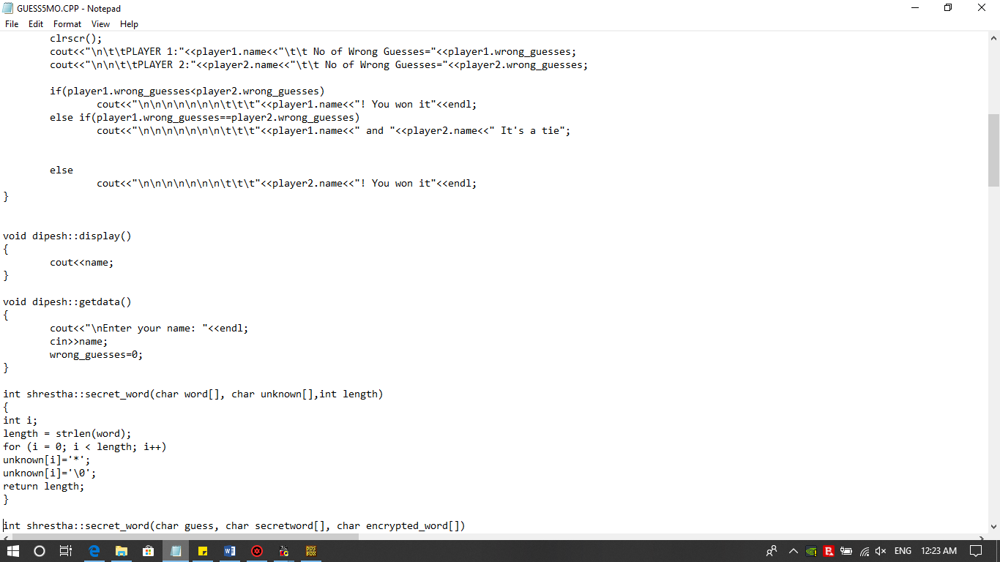 GUESS5MO.CPP - Notepad
File Edit Format View Help
clrscr();
cout<<"\n\t\tPLAYER 1:"<<player1.name<<"\t\t No of Wrong Guesses="<<player1.wrong_guesses;
cout<<"\n\n\t\tPLAYER 2:"<<player2.name<<"\t\t No of Wrong Guesses="<<player2.wrong_guesses;
if(player1.wrong_guesses<player2.wrong_guesses)
cout<<"\n\n\n\n\n\n\n\t\t\t"<<player1.name<<"! You won it"<<endl;
else if(player1.wrong_guesses==player2.wrong_guesses)
cout<<"\n\n\n\n\n\n\n\t\t\t"<<player1.name<<" and "<<player2.name<<" It's a tie";
else
cout<<"\n\n\n\n\n\n\n\t\t\t"<<player2.name<<"! You won it"<<endl;
}
void dipesh::display()
{
cout<<name;
}
void dipesh::getdata()
{
cout<<"\nEnter your name: "<<endl;
cin>>name;
wrong_guesses=0;
}
int shrestha::secret_word(char word[], char unknown[],int length)
{
int i;
length = strlen(word);
for (i = 0; i < length; i++)
unknown[i]='*';
unknown[i]='\0';
return length;
}
int shrestha::secret_word(char guess, char secretword[], char encrypted_word[])
ENG 12:23 AM